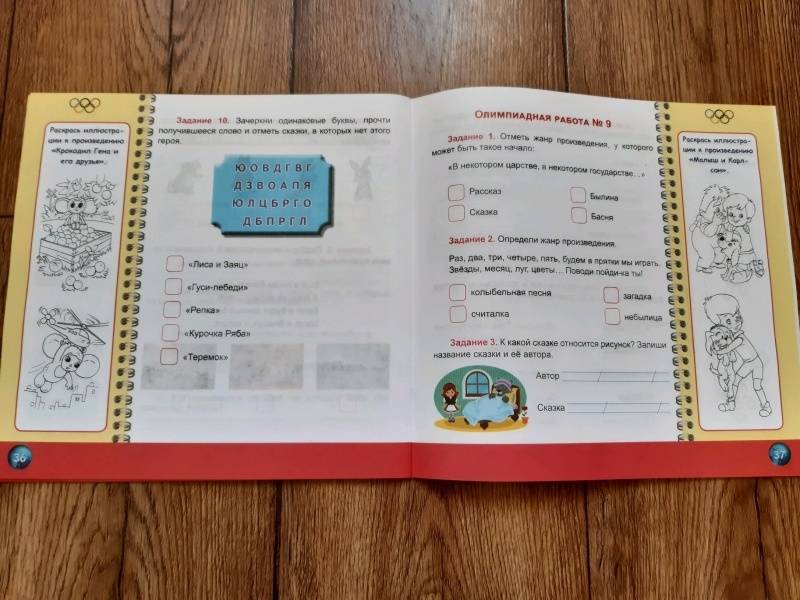 Раскрась иллюстра-
ции к произведению
«Крокодил Гена и
его друзья».
Задание 10. Зачеркни одинаковые буквы, прочти
получившееся слово и отметь сказки, в которых нет этого
героя.
Ю О В Д Г В Г
Д З В О А П Я
Ю Л Ц Б Р Г О
Д Б П Р Г Л
«Лиса и Заяц»
«Гуси-лебеди»
«Репка»
«Курочка Ряба»
«Теремок»
36
ОЛИМПИАДНАЯ РАБОТА № 9
Задание 1. Отметь жанр произведения, у которого
может быть такое начало:
«В некотором царстве, в некотором государстве…»
Рассказ
Былина
Сказка
Басня
Задание 2. Определи жанр произведения.
Раз, два, три, четыре, пять, будем в прятки мы играть.
Звёзды, месяц, луг, цветы… Поводи пойди-ка ты!
колыбельная песня
загадка
считалка
небылица
Задание 3. К какой сказке относится рисунок? Запиши
название сказки и её автора.
Автор
Сказка
Раскрась иллюстра-
ции к произведению
«Малыш и Карл-
сон».
37